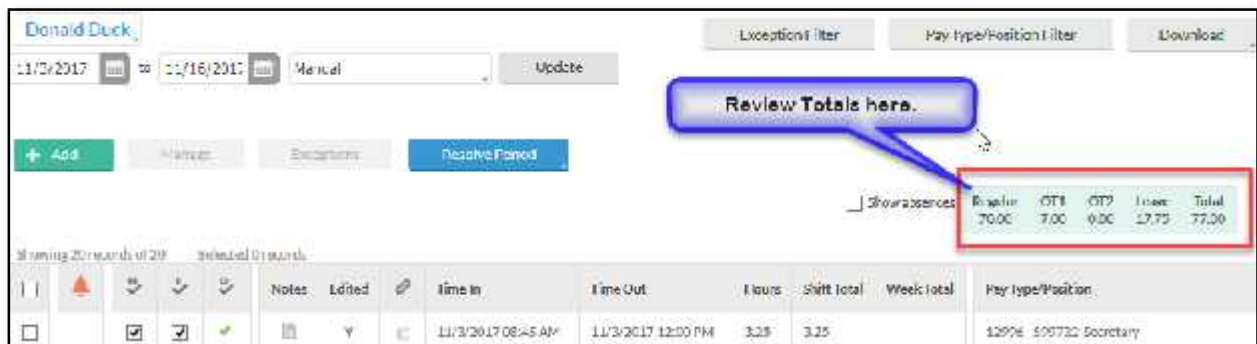 Donald Duck
Exception Filter
Pay Type/Position Filter
Download
11/3/2017 to 11/16/2017 Manual Update
Review Totals here.
+ Add Manage Exceptions Resolve Period
Show absences
Regular OT1 OT2 Leave Total
70.00 7.00 0.00 17.75 77.00
Showing 20 records of 20 Selected 0 records
Notes Edited Time In Time Out Hours Shift Total Week Total Pay Type/Position
Y 11/3/2017 08:45 AM 11/3/2017 12:00 PM 3.25 3.25 Secretary